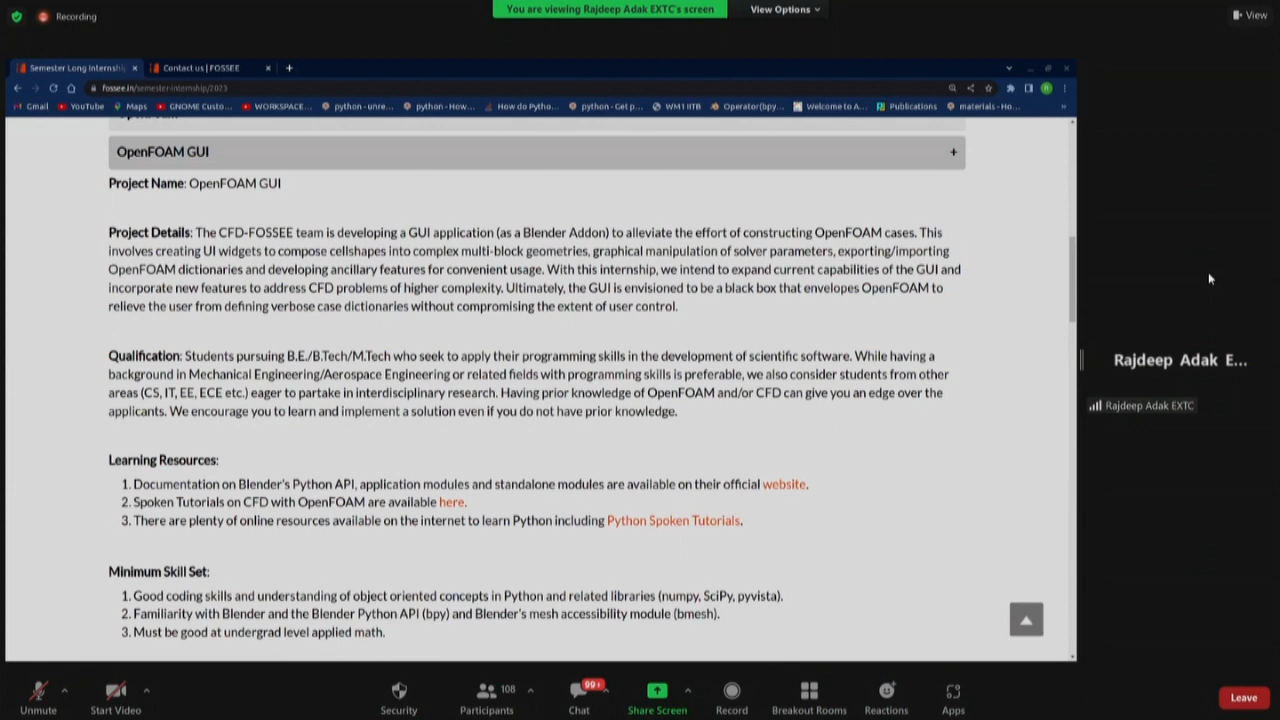 Recording
You are viewing Rajdeep Adak EXTC's screen
View Options
View
Semester Long Internshi
Contact us | FOSSEE
fossee.in/semester-internship/2023
Gmail
YouTube
Maps
GNOME Custo...
WORKSPACE...
python - unre...
python - How...
How do Pytho...
python - Get p...
WM1 IITB
Operator(bpy...
Welcome to A...
Publications
materials - Ho...
OpenFOAM GUI
+
Project Name: OpenFOAM GUI
Project Details: The CFD-FOSSEE team is developing a GUI application (as a Blender Addon) to alleviate the effort of constructing OpenFOAM cases. This
involves creating UI widgets to compose cellshapes into complex multi-block geometries, graphical manipulation of solver parameters, exporting/importing
OpenFOAM dictionaries and developing ancillary features for convenient usage. With this internship, we intend to expand current capabilities of the GUI and
incorporate new features to address CFD problems of higher complexity. Ultimately, the GUI is envisioned to be a black box that envelopes OpenFOAM to
relieve the user from defining verbose case dictionaries without compromising the extent of user control.
Qualification: Students pursuing B.E./B.Tech/M.Tech who seek to apply their programming skills in the development of scientific software. While having a
background in Mechanical Engineering/Aerospace Engineering or related fields with programming skills is preferable, we also consider students from other
areas (CS, IT, EE, ECE etc.) eager to partake in interdisciplinary research. Having prior knowledge of OpenFOAM and/or CFD can give you an edge over the
applicants. We encourage you to learn and implement a solution even if you do not have prior knowledge.
Learning Resources:
1. Documentation on Blender's Python API, application modules and standalone modules are available on their official website.
2. Spoken Tutorials on CFD with OpenFOAM are available here.
3. There are plenty of online resources available on the internet to learn Python including Python Spoken Tutorials.
Minimum Skill Set:
1. Good coding skills and understanding of object oriented concepts in Python and related libraries (numpy, SciPy, pyvista).
2. Familiarity with Blender and the Blender Python API (bpy) and Blender's mesh accessibility module (bmesh).
3. Must be good at undergrad level applied math.
Rajdeep Adak E...
Rajdeep Adak EXTC
Unmute
Start Video
Security
Participants
108
Chat
99+
Share Screen
Record
Breakout Rooms
Reactions
Apps
Leave